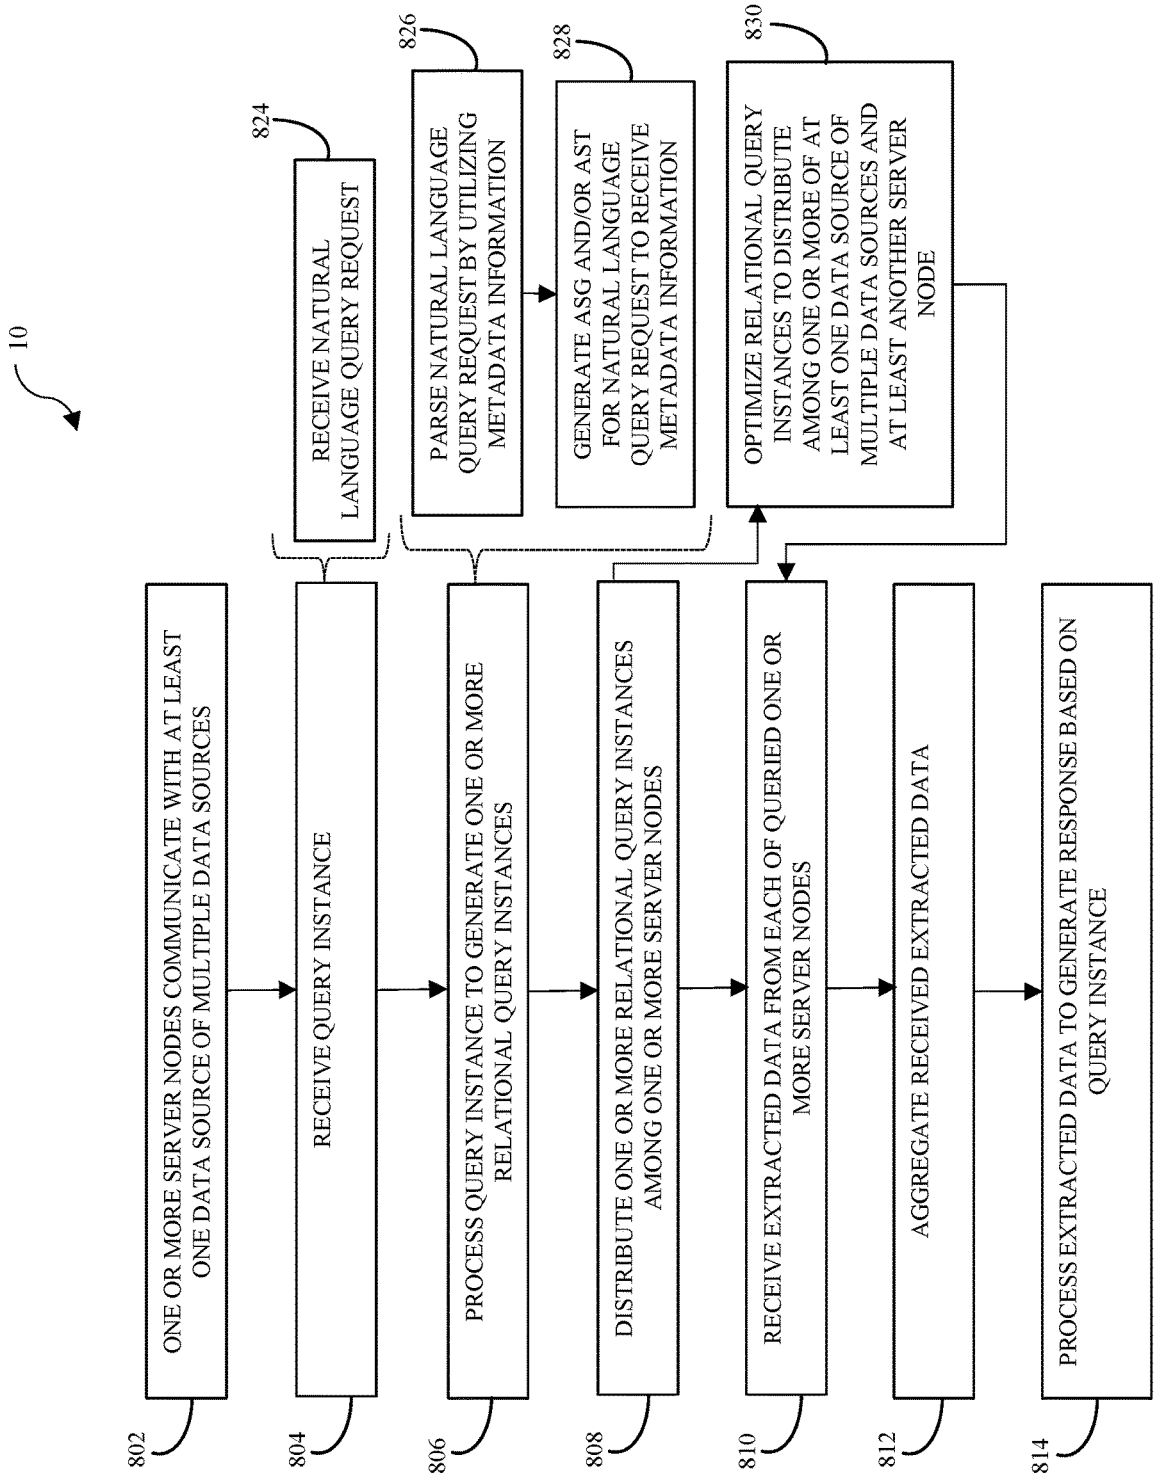 10
802
ONE OR MORE SERVER NODES COMMUNICATE WITH AT LEAST
ONE DATA SOURCE OF MULTIPLE DATA SOURCES
804
RECEIVE QUERY INSTANCE
824
RECEIVE NATURAL
LANGUAGE QUERY REQUEST
806
PROCESS QUERY INSTANCE TO GENERATE ONE OR MORE
RELATIONAL QUERY INSTANCES
826
PARSE NATURAL LANGUAGE
QUERY REQUEST BY UTILIZING
METADATA INFORMATION
828
GENERATE ASG AND/OR AST
FOR NATURAL LANGUAGE
QUERY REQUEST TO RECEIVE
METADATA INFORMATION
808
DISTRIBUTE ONE OR MORE RELATIONAL QUERY INSTANCES
AMONG ONE OR MORE SERVER NODES
830
OPTIMIZE RELATIONAL QUERY
INSTANCES TO DISTRIBUTE
AMONG ONE OR MORE OF AT
LEAST ONE DATA SOURCE OF
MULTIPLE DATA SOURCES AND
AT LEAST ANOTHER SERVER
NODE
810
RECEIVE EXTRACTED DATA FROM EACH OF QUERIED ONE OR
MORE SERVER NODES
812
AGGREGATE RECEIVED EXTRACTED DATA
814
PROCESS EXTRACTED DATA TO GENERATE RESPONSE BASED ON
QUERY INSTANCE